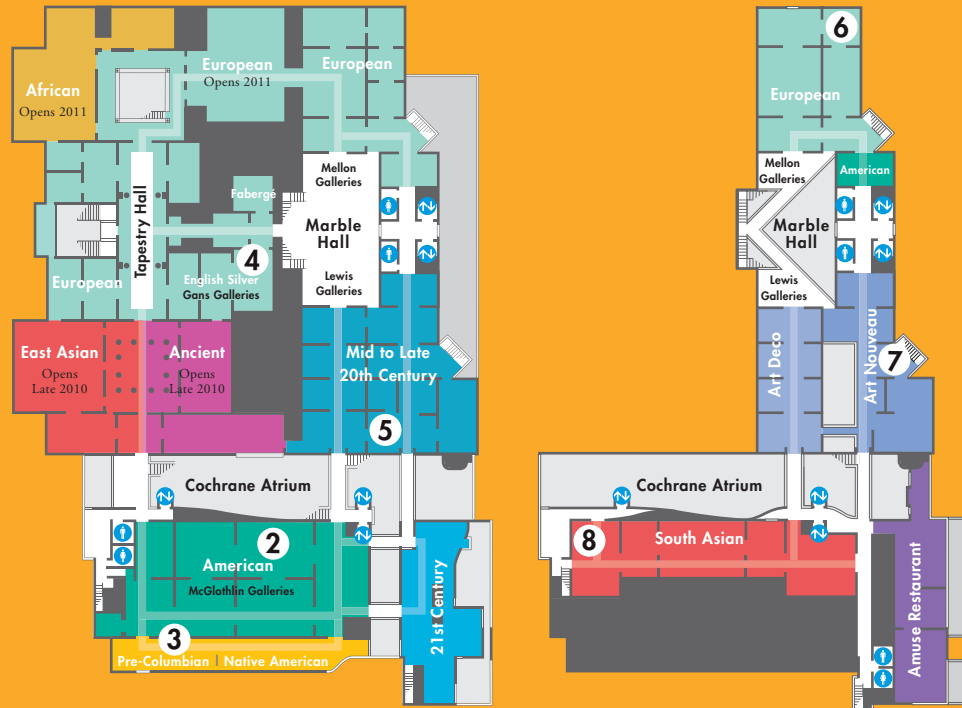 African
Opens 2011
European
Opens 2011
European
Tapestry Hall
Fabergé
Mellon
Galleries
Marble
Hall
Lewis
Galleries
4
English Silver
Gans Galleries
European
East Asian
Opens
Late 2010
Ancient
Opens
Late 2010
Mid to Late
20th Century
5
Cochrane Atrium
2
American
McGlothlin Galleries
21st Century
3
Pre-Columbian | Native American
6
European
Mellon
Galleries
American
Marble
Hall
Lewis
Galleries
Art Deco
Art Nouveau
7
Cochrane Atrium
8
South Asian
Amuse Restaurant